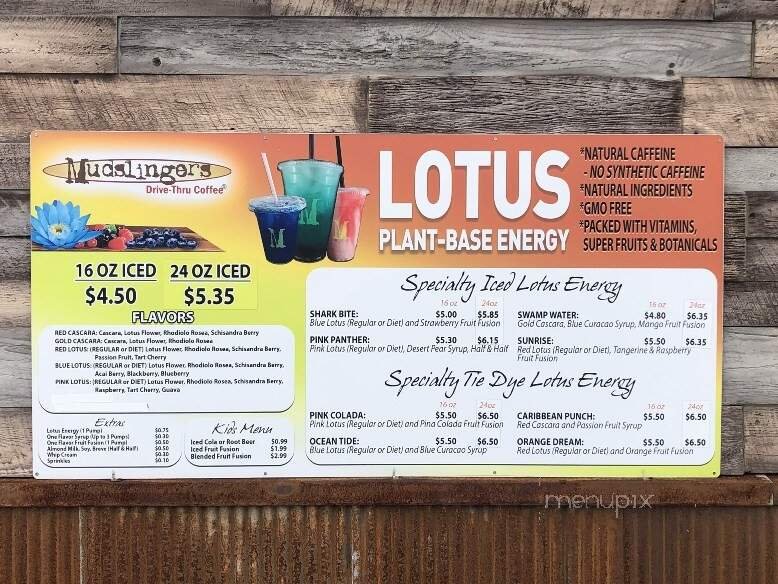 Mudslingers
Drive-Thru Coffee®
LOTUS
PLANT-BASE ENERGY
*NATURAL CAFFEINE
- NO SYNTHETIC CAFFEINE
*NATURAL INGREDIENTS
*GMO FREE
*PACKED WITH VITAMINS,
SUPER FRUITS & BOTANICALS
16 OZ ICED 24 OZ ICED
$4.50 $5.35
FLAVORS
RED CASCARA: Cascara, Lotus Flower, Rhodiolo Rosea, Schisandra Berry
GOLD CASCARA: Cascara, Lotus Flower, Rhodiolo Rosea
RED LOTUS: (REGULAR or DIET) Lotus Flower, Rhodiolo Rosea, Schisandra Berry,
Passion Fruit, Tart Cherry
BLUE LOTUS: (REGULAR or DIET) Lotus Flower, Rhodiolo Rosea, Schisandra Berry,
Acai Berry, Blackberry, Blueberry
PINK LOTUS: (REGULAR or DIET) Lotus Flower, Rhodiolo Rosea, Schisandra Berry,
Raspberry, Tart Cherry, Guava
Extras
Lotus Energy (1 Pump) $0.75
One Flavor Syrup (Up to 3 Pumps) $0.30
One Flavor Fruit Fusion (1 Pump) $0.50
Almond Milk, Soy, Breve (Half & Half) $0.50
Whip Cream $0.30
Sprinkles $0.10
Kids Menu
Iced Cola or Root Beer $0.99
Iced Fruit Fusion $1.99
Blended Fruit Fusion $2.99
Specialty Iced Lotus Energy
16 oz 24oz
SHARK BITE: $5.00 $5.85
Blue Lotus (Regular or Diet) and Strawberry Fruit Fusion
PINK PANTHER: $5.30 $6.15
Pink Lotus (Regular or Diet), Desert Pear Syrup, Half & Half
16 oz 24oz
SWAMP WATER: $4.80 $6.35
Gold Cascara, Blue Curacao Syrup, Mango Fruit Fusion
SUNRISE: $5.50 $6.35
Red Lotus (Regular or Diet), Tangerine & Raspberry
Fruit Fusion
Specialty Tie Dye Lotus Energy
16 oz 24oz
PINK COLADA: $5.50 $6.50
Pink Lotus (Regular or Diet) and Pina Colada Fruit Fusion
OCEAN TIDE: $5.50 $6.50
Blue Lotus (Regular or Diet) and Blue Curacao Syrup
16 oz 24oz
CARIBBEAN PUNCH: $5.50 $6.50
Red Cascara and Passion Fruit Syrup
ORANGE DREAM: $5.50 $6.50
Red Lotus (Regular or Diet) and Orange Fruit Fusion
menupix